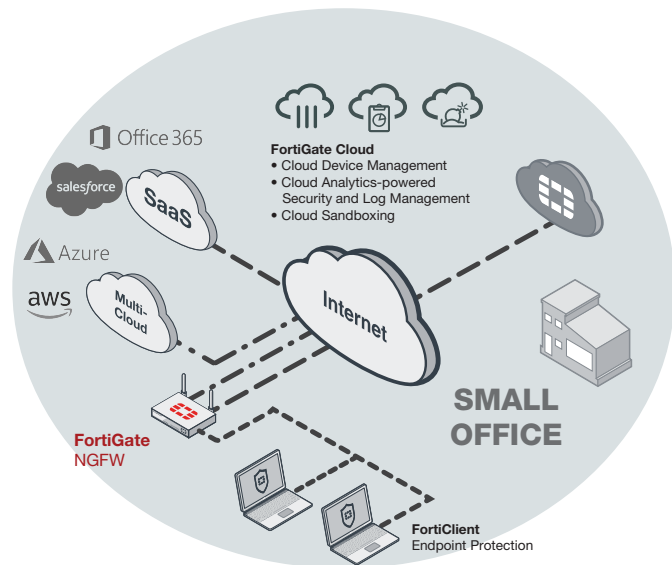 Office 365
salesforce
SaaS
Azure
aws
Multi-
Cloud
FortiGate Cloud
• Cloud Device Management
• Cloud Analytics-powered
Security and Log Management
• Cloud Sandboxing
Internet
SMALL
OFFICE
FortiGate
NGFW
FortiClient
Endpoint Protection